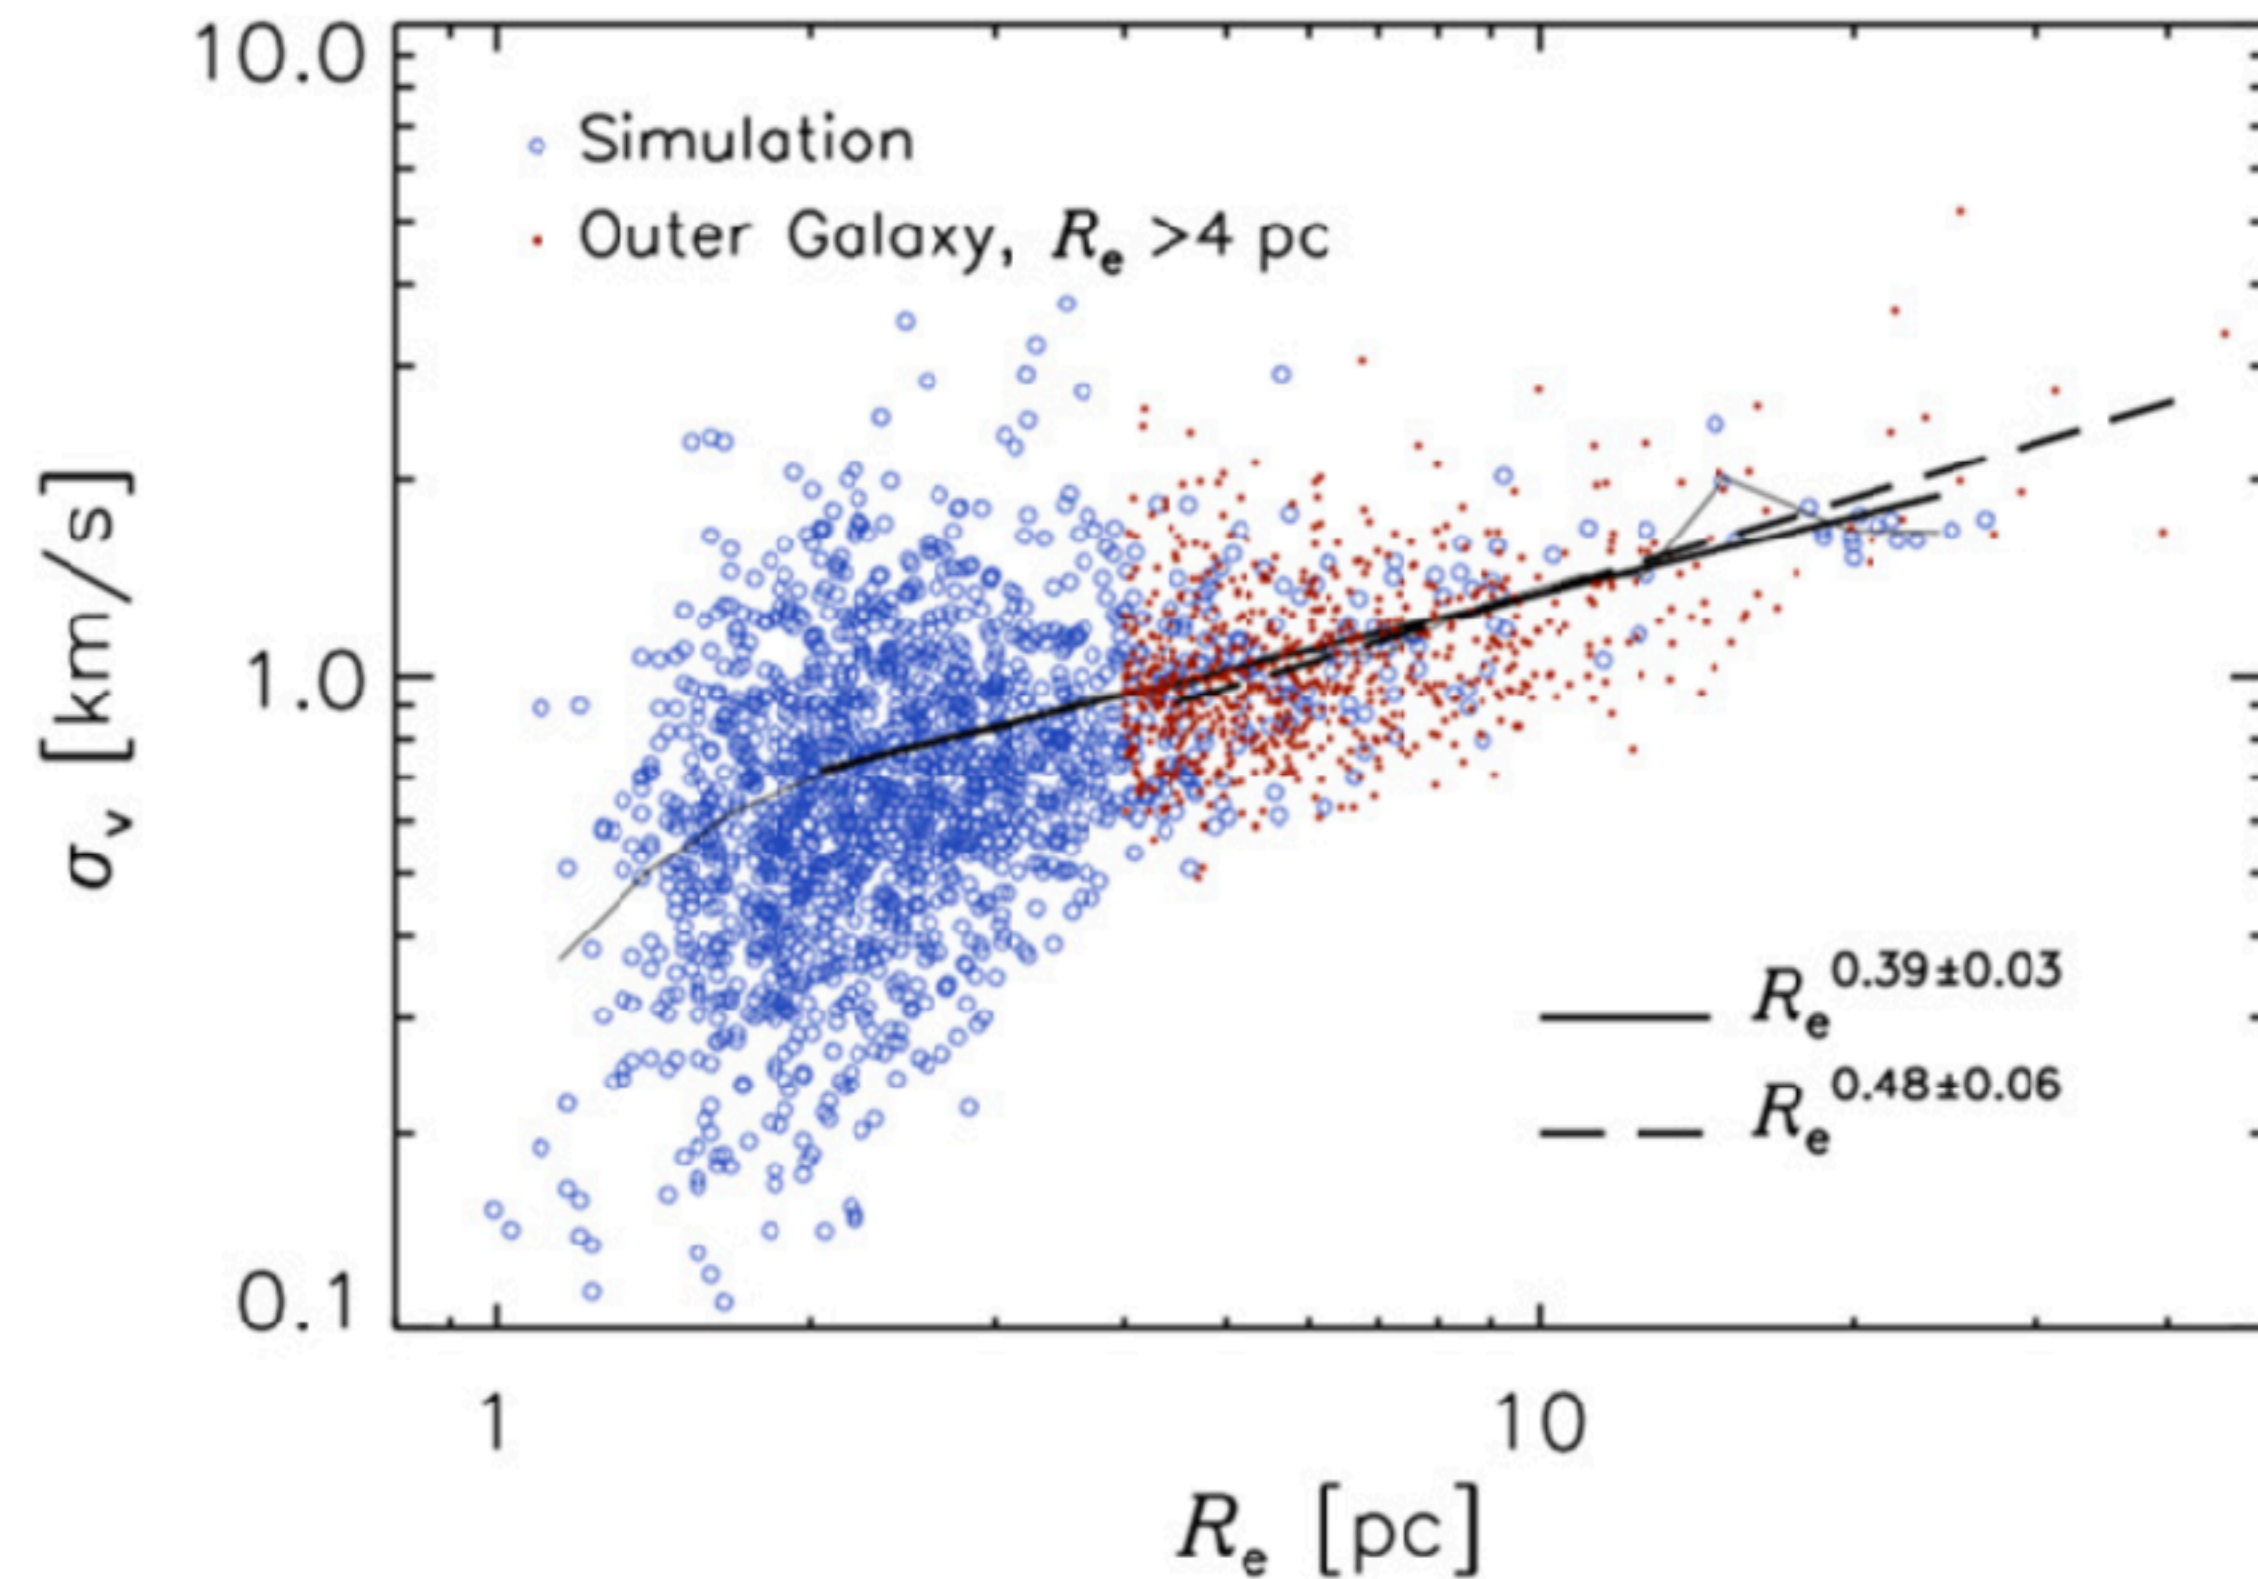 10.0
Simulation
Outer Galaxy, Re >4 pc
σv [km/s]
1.0
Re^0.39±0.03
Re^0.48±0.06
0.1
1 10
Re [pc]